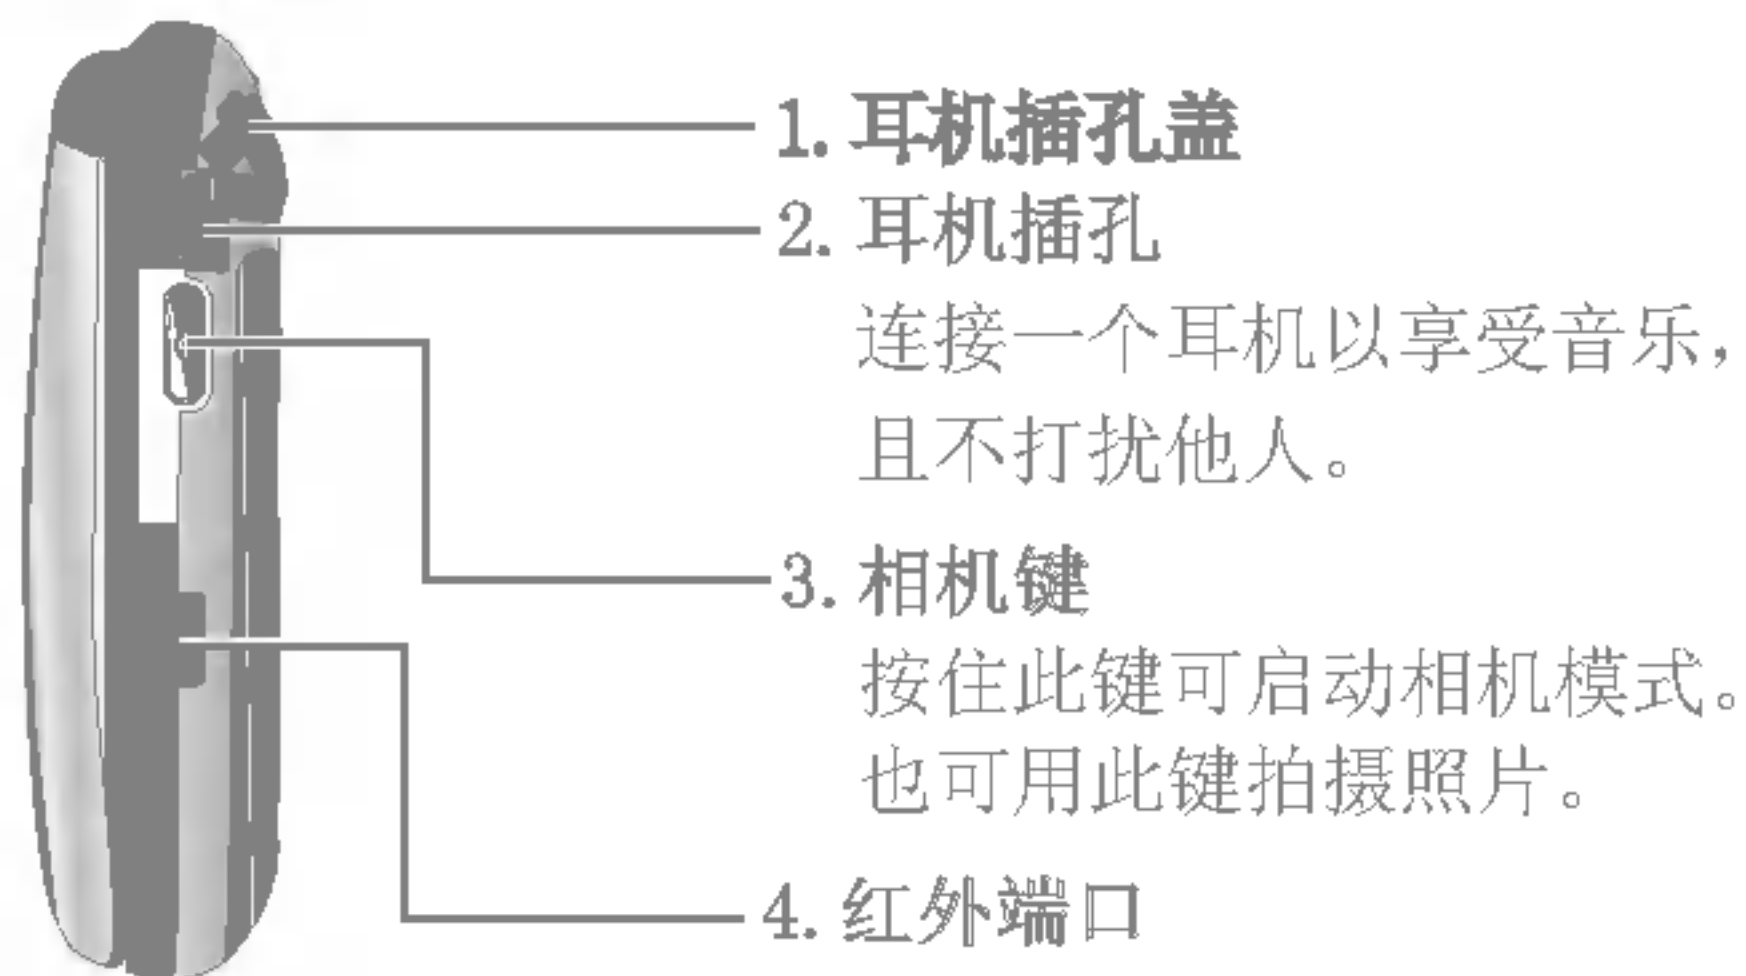 1. 耳机插孔盖
2. 耳机插孔
连接一个耳机以享受音乐，
且不打扰他人。
3. 相机键
按住此键可启动相机模式。
也可用此键拍摄照片。
4. 红外端口